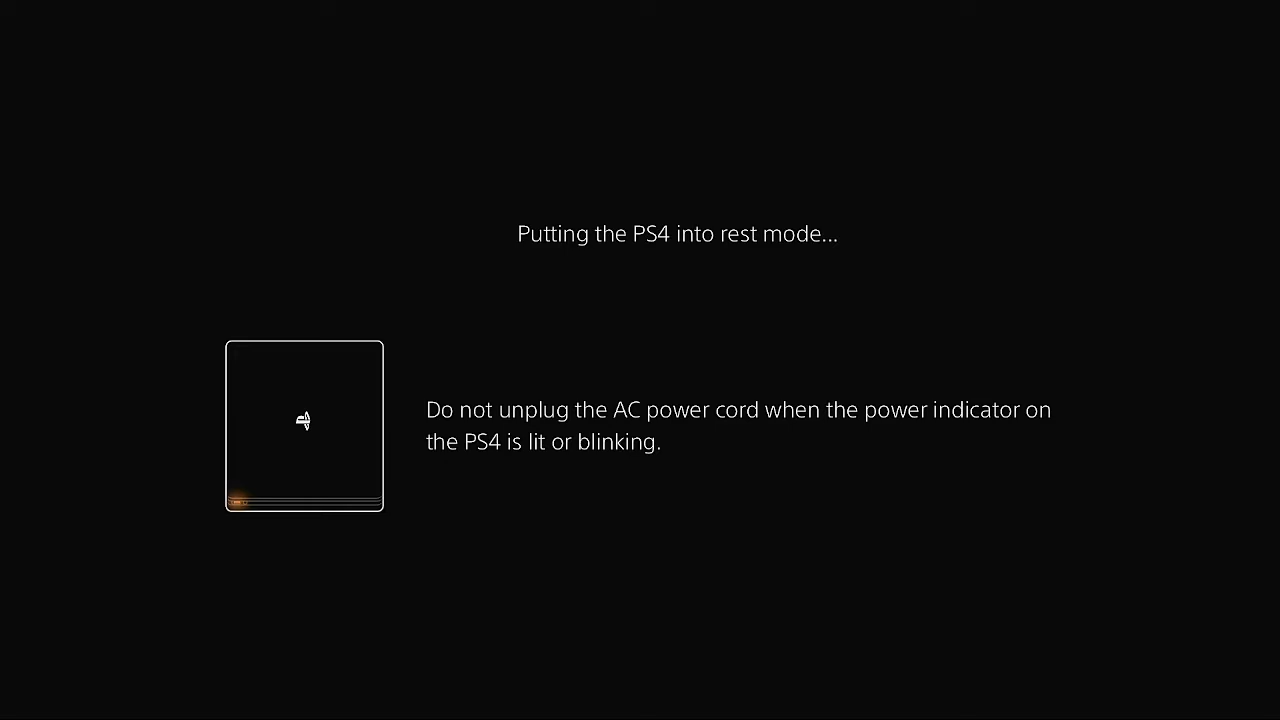 Putting the PS4 into rest mode...
Do not unplug the AC power cord when the power indicator on
the PS4 is lit or blinking.